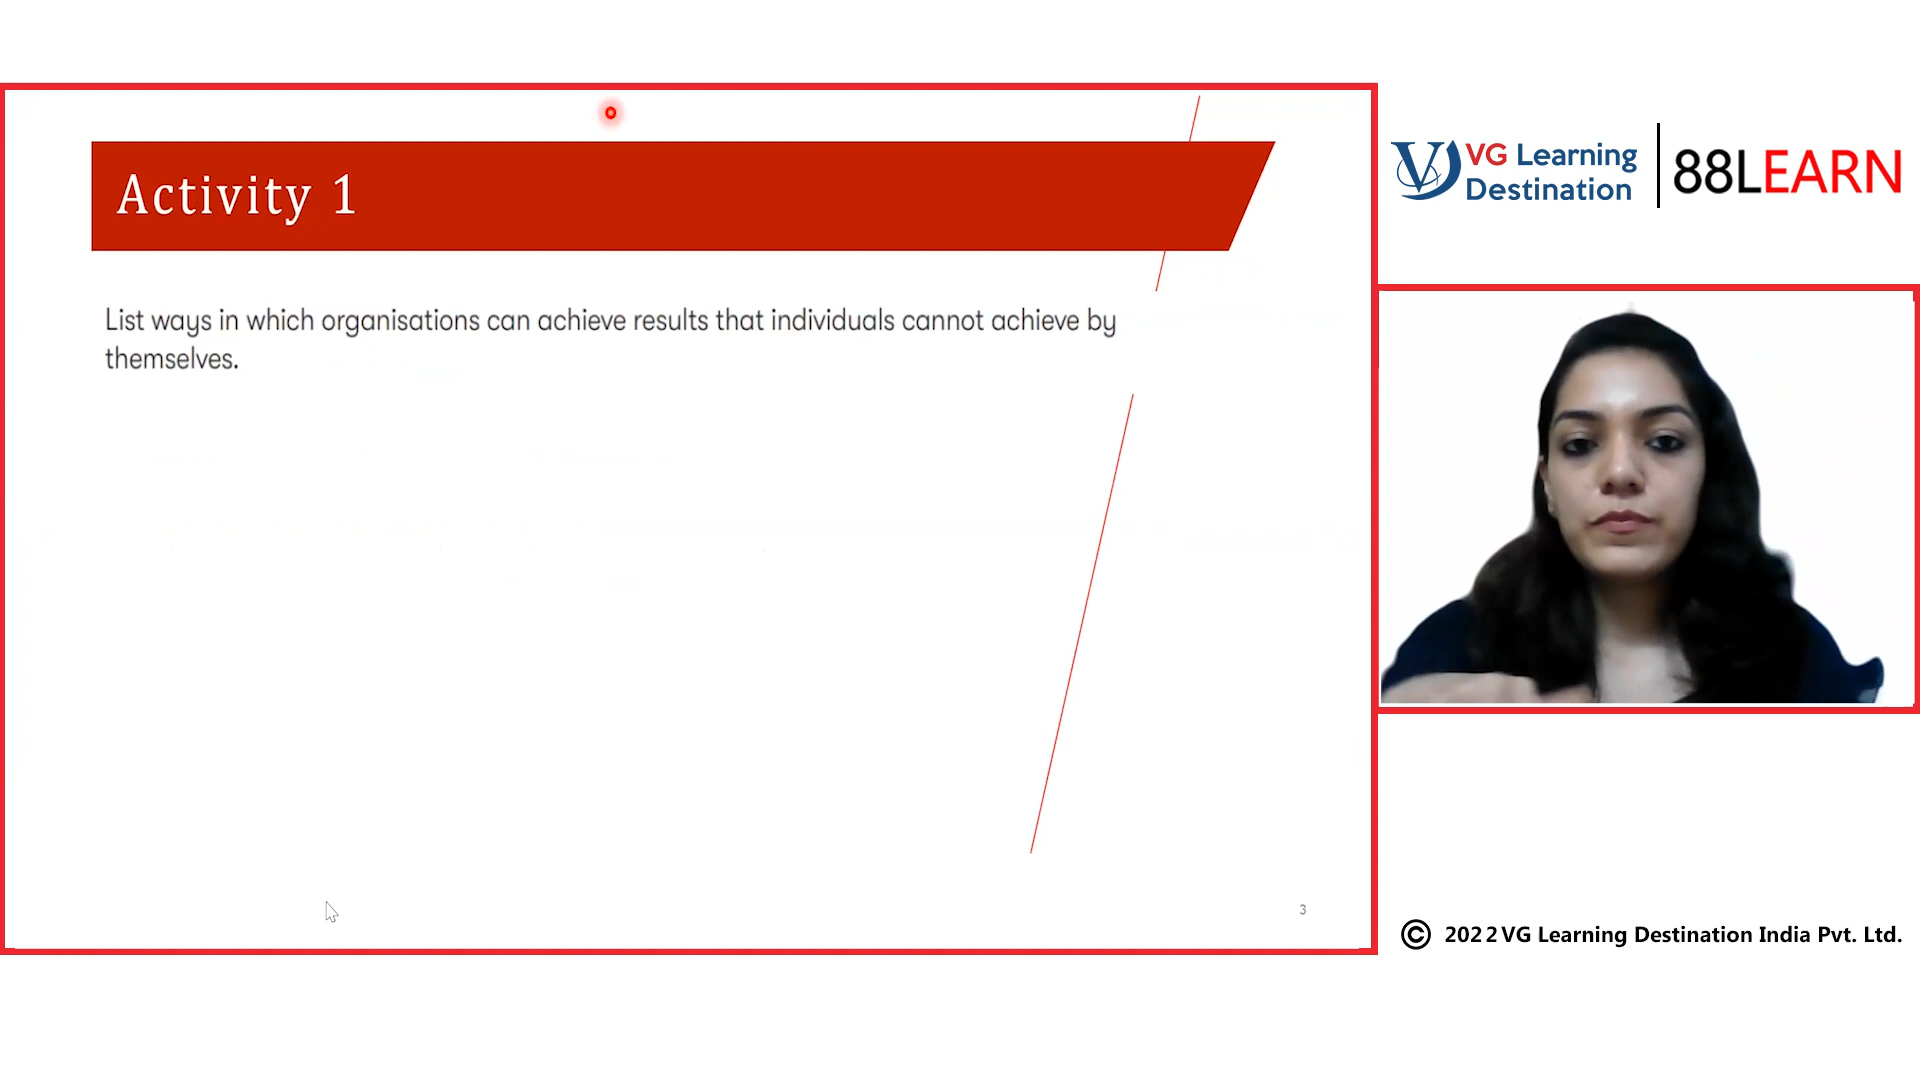 Activity 1
List ways in which organisations can achieve results that individuals cannot achieve by
themselves.
3
VG Learning
Destination
88LEARN
© 2022 VG Learning Destination India Pvt. Ltd.